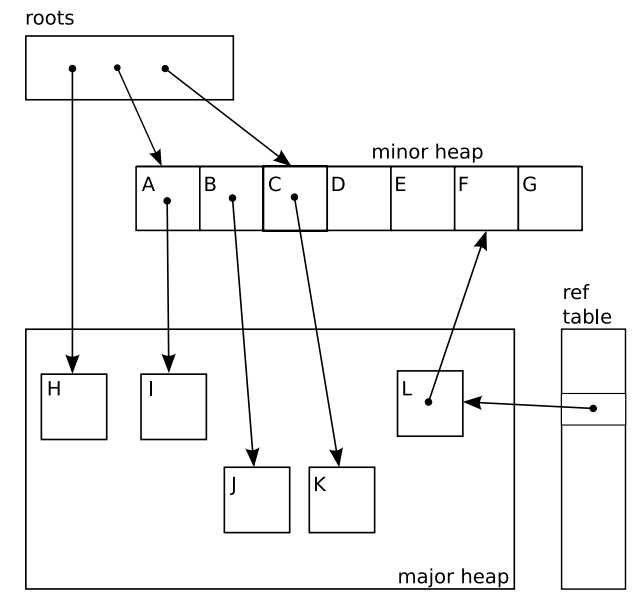 roots
minor heap
A B C D E F G
ref
table
H I L
J K
major heap